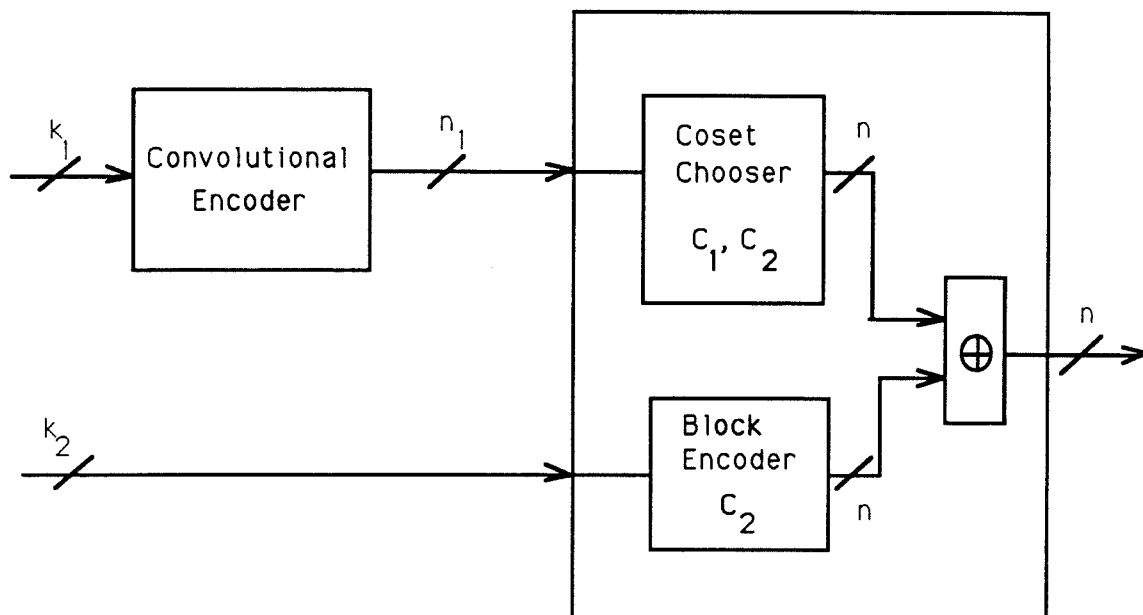 k1
Convolutional
Encoder
n1
Coset
Chooser
C1, C2
n
⊕
n
k2
Block
Encoder
C2
n